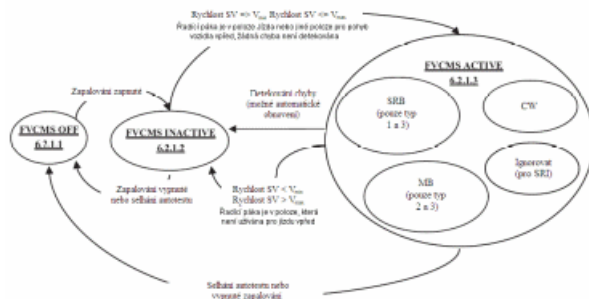 Rychlost SV => Vmin Rychlost SV <= Vmax
Řadicí páka je v poloze Jízda nebo jiné poloze pro pohyb
vozidla vpřed, žádná chyba není detekována
FVCMS ACTIVE
6.2.1.3
Zapalování zapnuté
Detekování chyby
(možné automatické
obnovení)
SRB
(pouze typ
1 a 3)
CW
FVCMS OFF
6.2.1.1
FVCMS INACTIVE
6.2.1.2
Ignorovat
(pro SRI)
Zapalování vypnuté
nebo selhání autotestu
Rychlost SV < Vmin
Rychlost SV > Vmax
Řadicí páka je v poloze, která
není užívána pro jízdu vpřed
MB
(pouze typ
2 a 3)
Selhání autotestu nebo
vypnuté zapalování